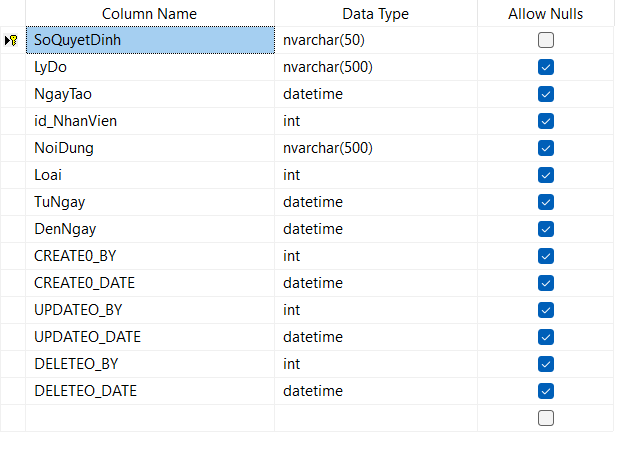 Column Name Data Type Allow Nulls
SoQuyetDinh nvarchar(50)
LyDo nvarchar(500)
NgayTao datetime
id_NhanVien int
NoiDung nvarchar(500)
Loai int
TuNgay datetime
DenNgay datetime
CREATE0_BY int
CREATE0_DATE datetime
UPDATEO_BY int
UPDATEO_DATE datetime
DELETEO_BY int
DELETEO_DATE datetime